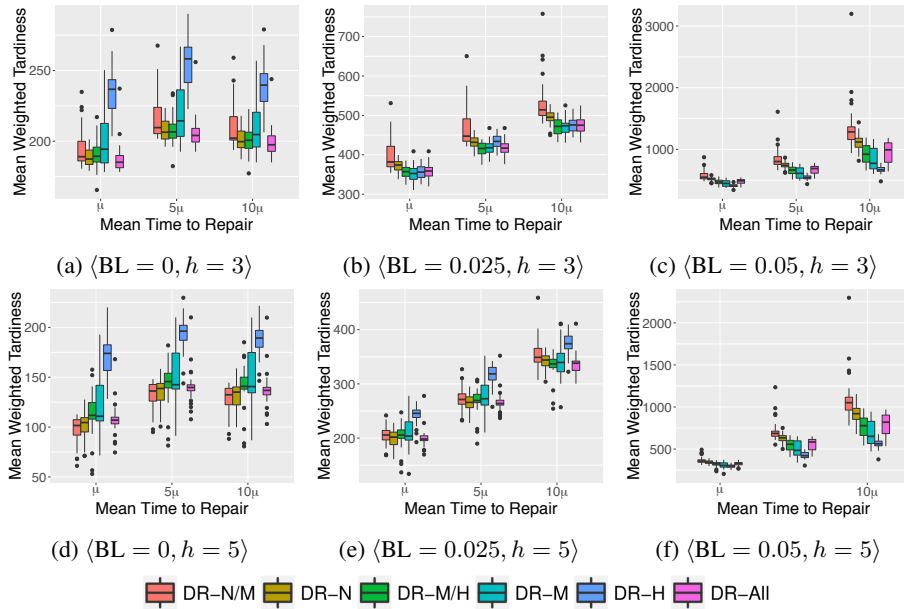 Mean Weighted Tardiness
250
200
μ
5μ
10μ
Mean Time to Repair
(a) ⟨BL = 0, h = 3⟩
Mean Weighted Tardiness
700
600
500
400
300
μ
5μ
10μ
Mean Time to Repair
(b) ⟨BL = 0.025, h = 3⟩
Mean Weighted Tardiness
3000
2000
1000
μ
5μ
10μ
Mean Time to Repair
(c) ⟨BL = 0.05, h = 3⟩
Mean Weighted Tardiness
200
150
100
50
μ
5μ
10μ
Mean Time to Repair
(d) ⟨BL = 0, h = 5⟩
Mean Weighted Tardiness
400
300
200
μ
5μ
10μ
Mean Time to Repair
(e) ⟨BL = 0.025, h = 5⟩
Mean Weighted Tardiness
2000
1500
1000
500
μ
5μ
10μ
Mean Time to Repair
(f) ⟨BL = 0.05, h = 5⟩
DR−N/M DR−N DR−M/H DR−M DR−H DR−All